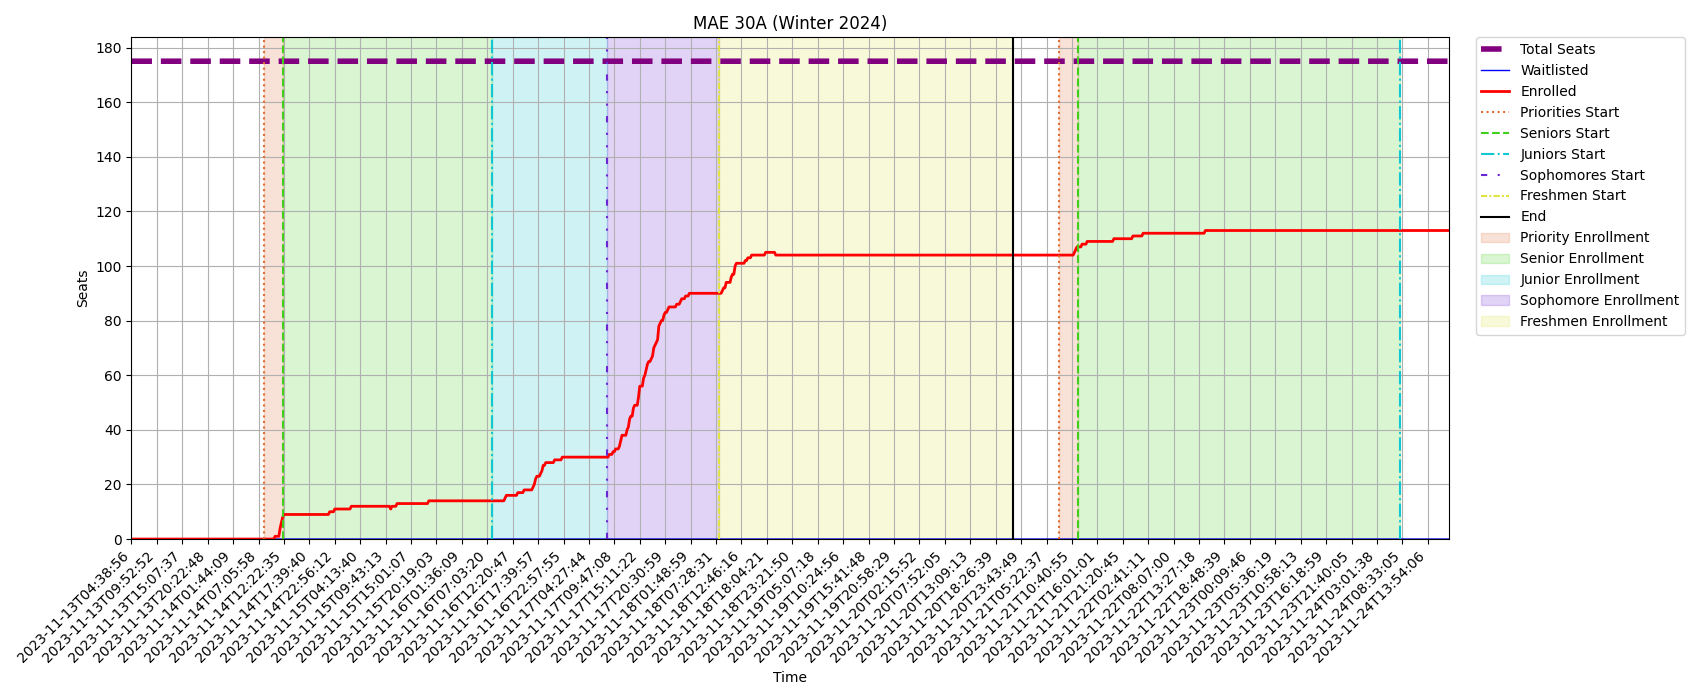 MAE 30A (Winter 2024)
180
160
140
120
100
80
60
40
20
0
Seats
2023-11-13T04:38:56
2023-11-13T09:52:52
2023-11-13T15:07:37
2023-11-13T20:22:48
2023-11-14T01:44:09
2023-11-14T07:05:58
2023-11-14T12:22:35
2023-11-14T17:39:40
2023-11-14T22:56:12
2023-11-15T04:13:40
2023-11-15T09:43:13
2023-11-15T15:01:07
2023-11-15T20:19:03
2023-11-16T01:36:09
2023-11-16T07:03:20
2023-11-16T12:20:47
2023-11-16T17:39:57
2023-11-16T22:57:55
2023-11-17T04:27:44
2023-11-17T09:47:08
2023-11-17T15:11:22
2023-11-17T20:30:59
2023-11-18T01:48:59
2023-11-18T07:28:31
2023-11-18T12:46:16
2023-11-18T18:04:21
2023-11-18T23:21:50
2023-11-19T05:07:18
2023-11-19T10:24:56
2023-11-19T15:41:48
2023-11-19T20:58:29
2023-11-20T02:15:52
2023-11-20T07:52:05
2023-11-20T13:09:13
2023-11-20T18:26:39
2023-11-20T23:43:49
2023-11-21T05:22:37
2023-11-21T10:40:55
2023-11-21T16:01:01
2023-11-21T21:20:45
2023-11-22T02:41:11
2023-11-22T08:07:00
2023-11-22T13:27:18
2023-11-22T18:48:39
2023-11-23T00:09:46
2023-11-23T05:36:19
2023-11-23T10:58:13
2023-11-23T16:18:59
2023-11-23T21:40:05
2023-11-24T03:01:38
2023-11-24T08:33:05
2023-11-24T13:54:06
Time
Total Seats
Waitlisted
Enrolled
Priorities Start
Seniors Start
Juniors Start
Sophomores Start
Freshmen Start
End
Priority Enrollment
Senior Enrollment
Junior Enrollment
Sophomore Enrollment
Freshmen Enrollment